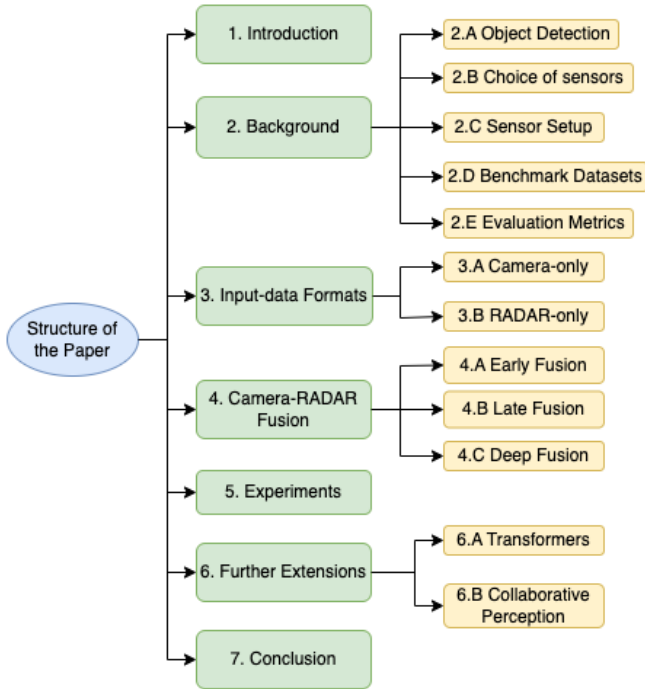 Structure of
the Paper
1. Introduction
2. Background
2.A Object Detection
2.B Choice of sensors
2.C Sensor Setup
2.D Benchmark Datasets
2.E Evaluation Metrics
3. Input-data Formats
3.A Camera-only
3.B RADAR-only
4. Camera-RADAR
Fusion
4.A Early Fusion
4.B Late Fusion
4.C Deep Fusion
5. Experiments
6. Further Extensions
6.A Transformers
6.B Collaborative
Perception
7. Conclusion